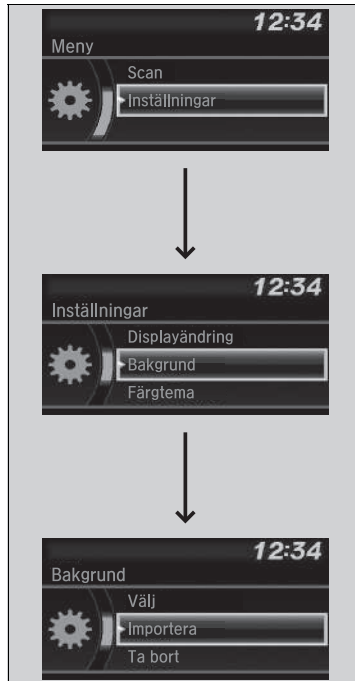 12:34
Meny
Scan
Inställningar
12:34
Inställningar
Displayändring
Bakgrund
Färgtema
12:34
Bakgrund
Välj
Importera
Ta bort